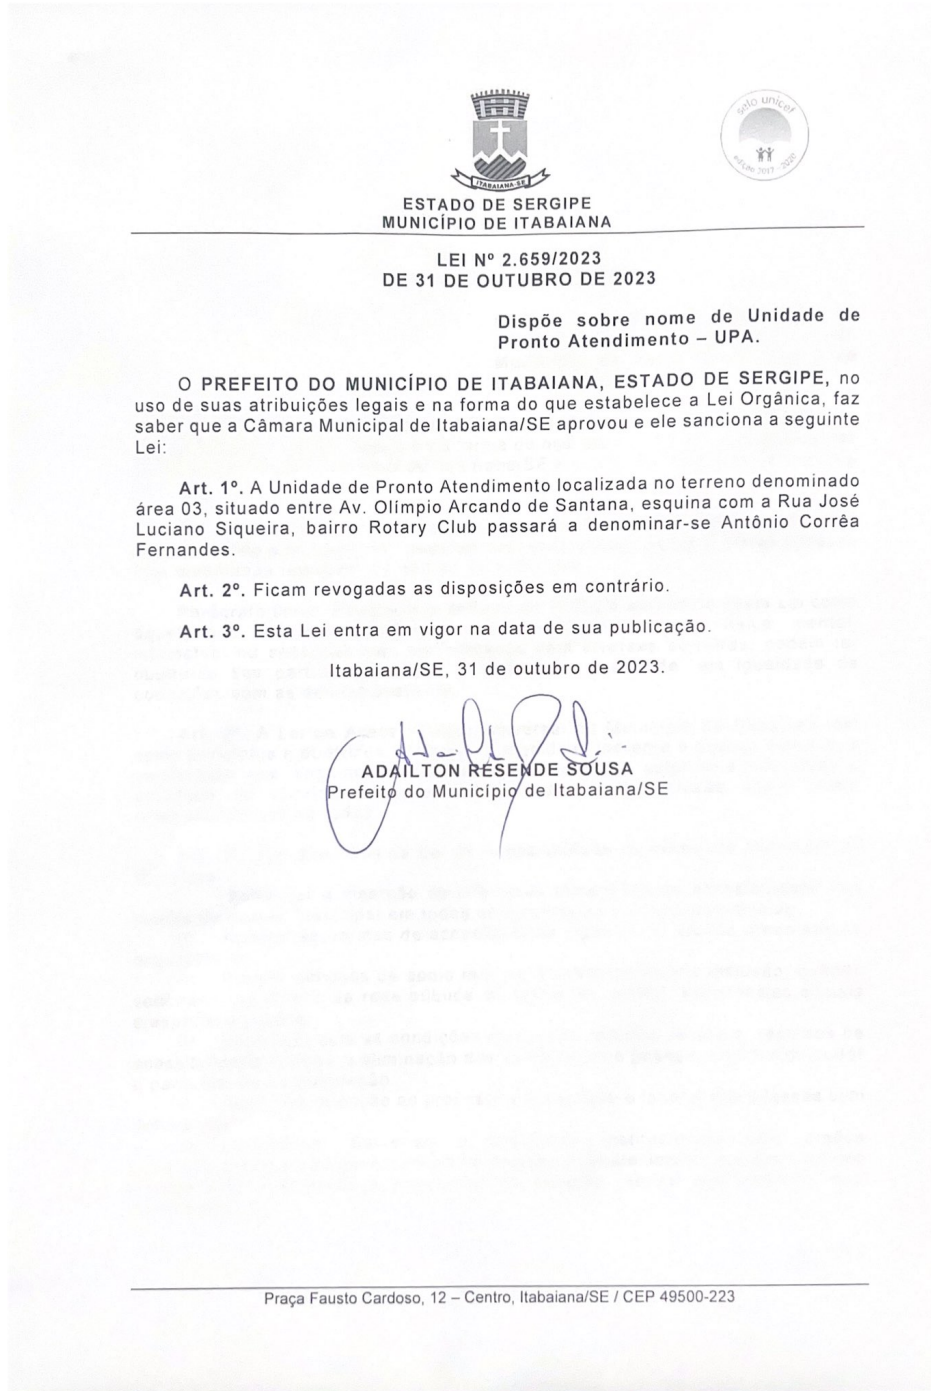 ITABAIANA-SE
selo unicef
edição 2017 - 2020
ESTADO DE SERGIPE
MUNICÍPIO DE ITABAIANA
LEI Nº 2.659/2023
DE 31 DE OUTUBRO DE 2023
Dispõe sobre nome de Unidade de
Pronto Atendimento – UPA.
O PREFEITO DO MUNICÍPIO DE ITABAIANA, ESTADO DE SERGIPE, no
uso de suas atribuições legais e na forma do que estabelece a Lei Orgânica, faz
saber que a Câmara Municipal de Itabaiana/SE aprovou e ele sanciona a seguinte
Lei:
Art. 1º. A Unidade de Pronto Atendimento localizada no terreno denominado
área 03, situado entre Av. Olímpio Arcando de Santana, esquina com a Rua José
Luciano Siqueira, bairro Rotary Club passará a denominar-se Antônio Corrêa
Fernandes.
Art. 2º. Ficam revogadas as disposições em contrário.
Art. 3º. Esta Lei entra em vigor na data de sua publicação.
Itabaiana/SE, 31 de outubro de 2023.
ADAILTON RESENDE SOUSA
Prefeito do Município de Itabaiana/SE
Praça Fausto Cardoso, 12 – Centro, Itabaiana/SE / CEP 49500-223